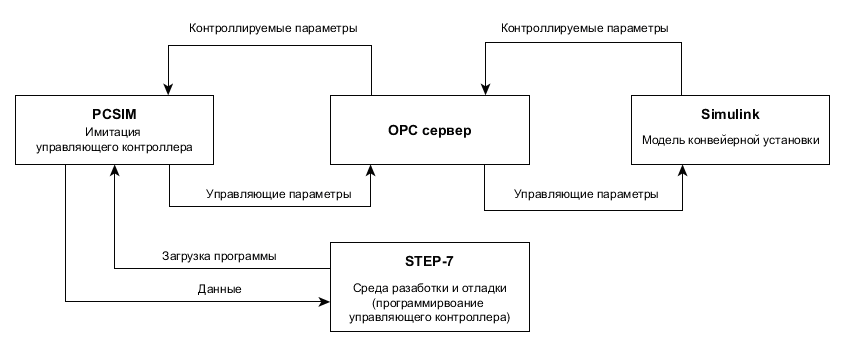 Контроллируемые параметры
Контроллируемые параметры
PCSIM
Имитация
управляющего контроллера
OPC сервер
Simulink
Модель конвейерной установки
Управляющие параметры
Управляющие параметры
Загрузка программы
Данные
STEP-7
Среда разаботки и отладки
(программирвоание
управляющего контроллера)